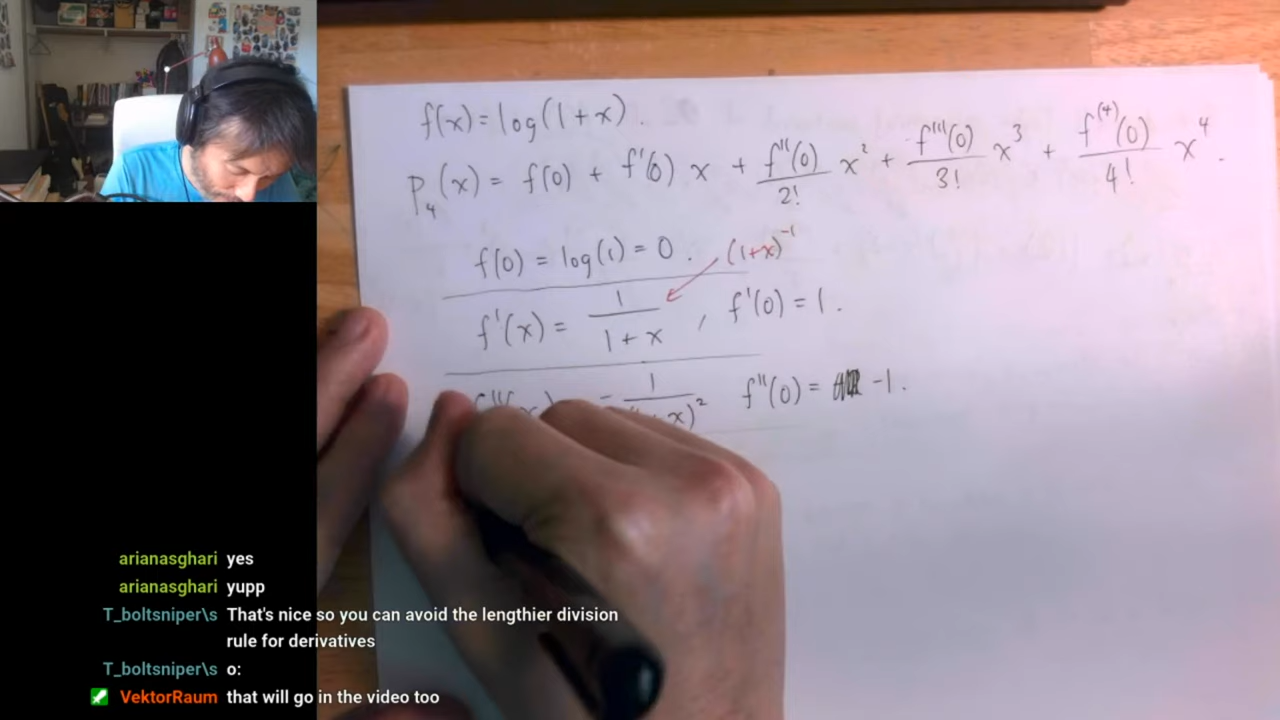 f(x) = log(1+x).
P₄(x) = f(0) + f'(0) x + f''(0)/2! x² + f'''(0)/3! x³ + f⁽⁴⁾(0)/4! x⁴.
f(0) = log(1) = 0. (1+x)⁻¹
f'(x) = 1/(1+x), f'(0) = 1.
x) - 1/( x)² f''(0) = -1.
arianasghari yes
arianasghari yupp
T_boltsniper\s That's nice so you can avoid the lengthier division
rule for derivatives
T_boltsniper\s o:
VektorRaum that will go in the video too